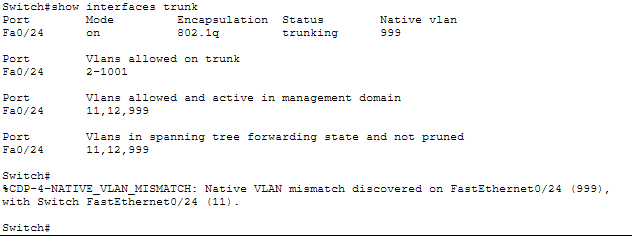 Switch#show interfaces trunk
Port Mode Encapsulation Status Native vlan
Fa0/24 on 802.1q trunking 999
Port Vlans allowed on trunk
Fa0/24 2-1001
Port Vlans allowed and active in management domain
Fa0/24 11,12,999
Port Vlans in spanning tree forwarding state and not pruned
Fa0/24 11,12,999
Switch#
%CDP-4-NATIVE_VLAN_MISMATCH: Native VLAN mismatch discovered on FastEthernet0/24 (999),
with Switch FastEthernet0/24 (11).
Switch#